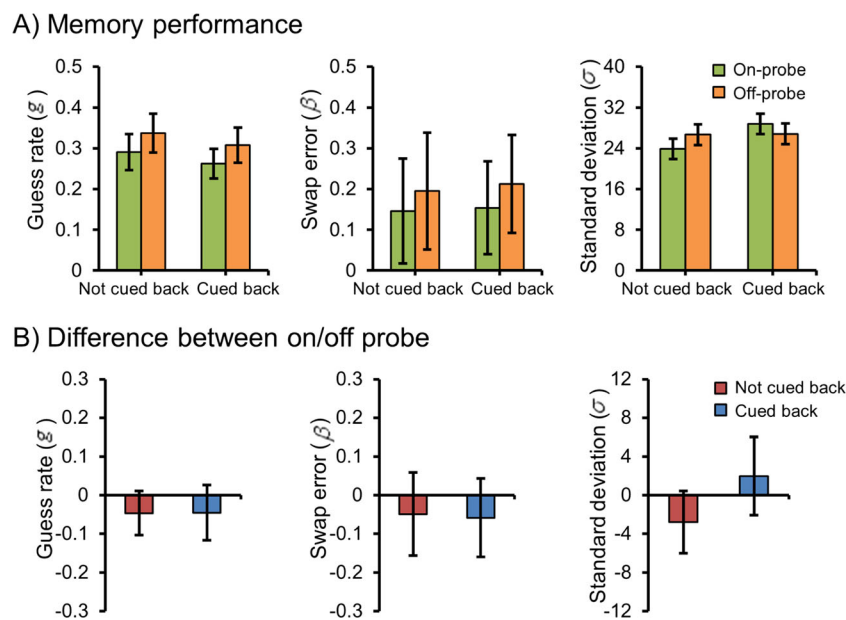 A) Memory performance
Guess rate (g)
0.5
0.4
0.3
0.2
0.1
0
Not cued back
Cued back
Swap error (β)
0.5
0.4
0.3
0.2
0.1
0
Not cued back
Cued back
Standard deviation (σ)
40
32
24
16
8
0
On-probe
Off-probe
Not cued back
Cued back
B) Difference between on/off probe
Guess rate (g)
0.3
0.2
0.1
0
-0.1
-0.2
-0.3
Swap error (β)
0.3
0.2
0.1
0
-0.1
-0.2
-0.3
Standard deviation (σ)
12
8
4
0
-4
-8
-12
Not cued back
Cued back